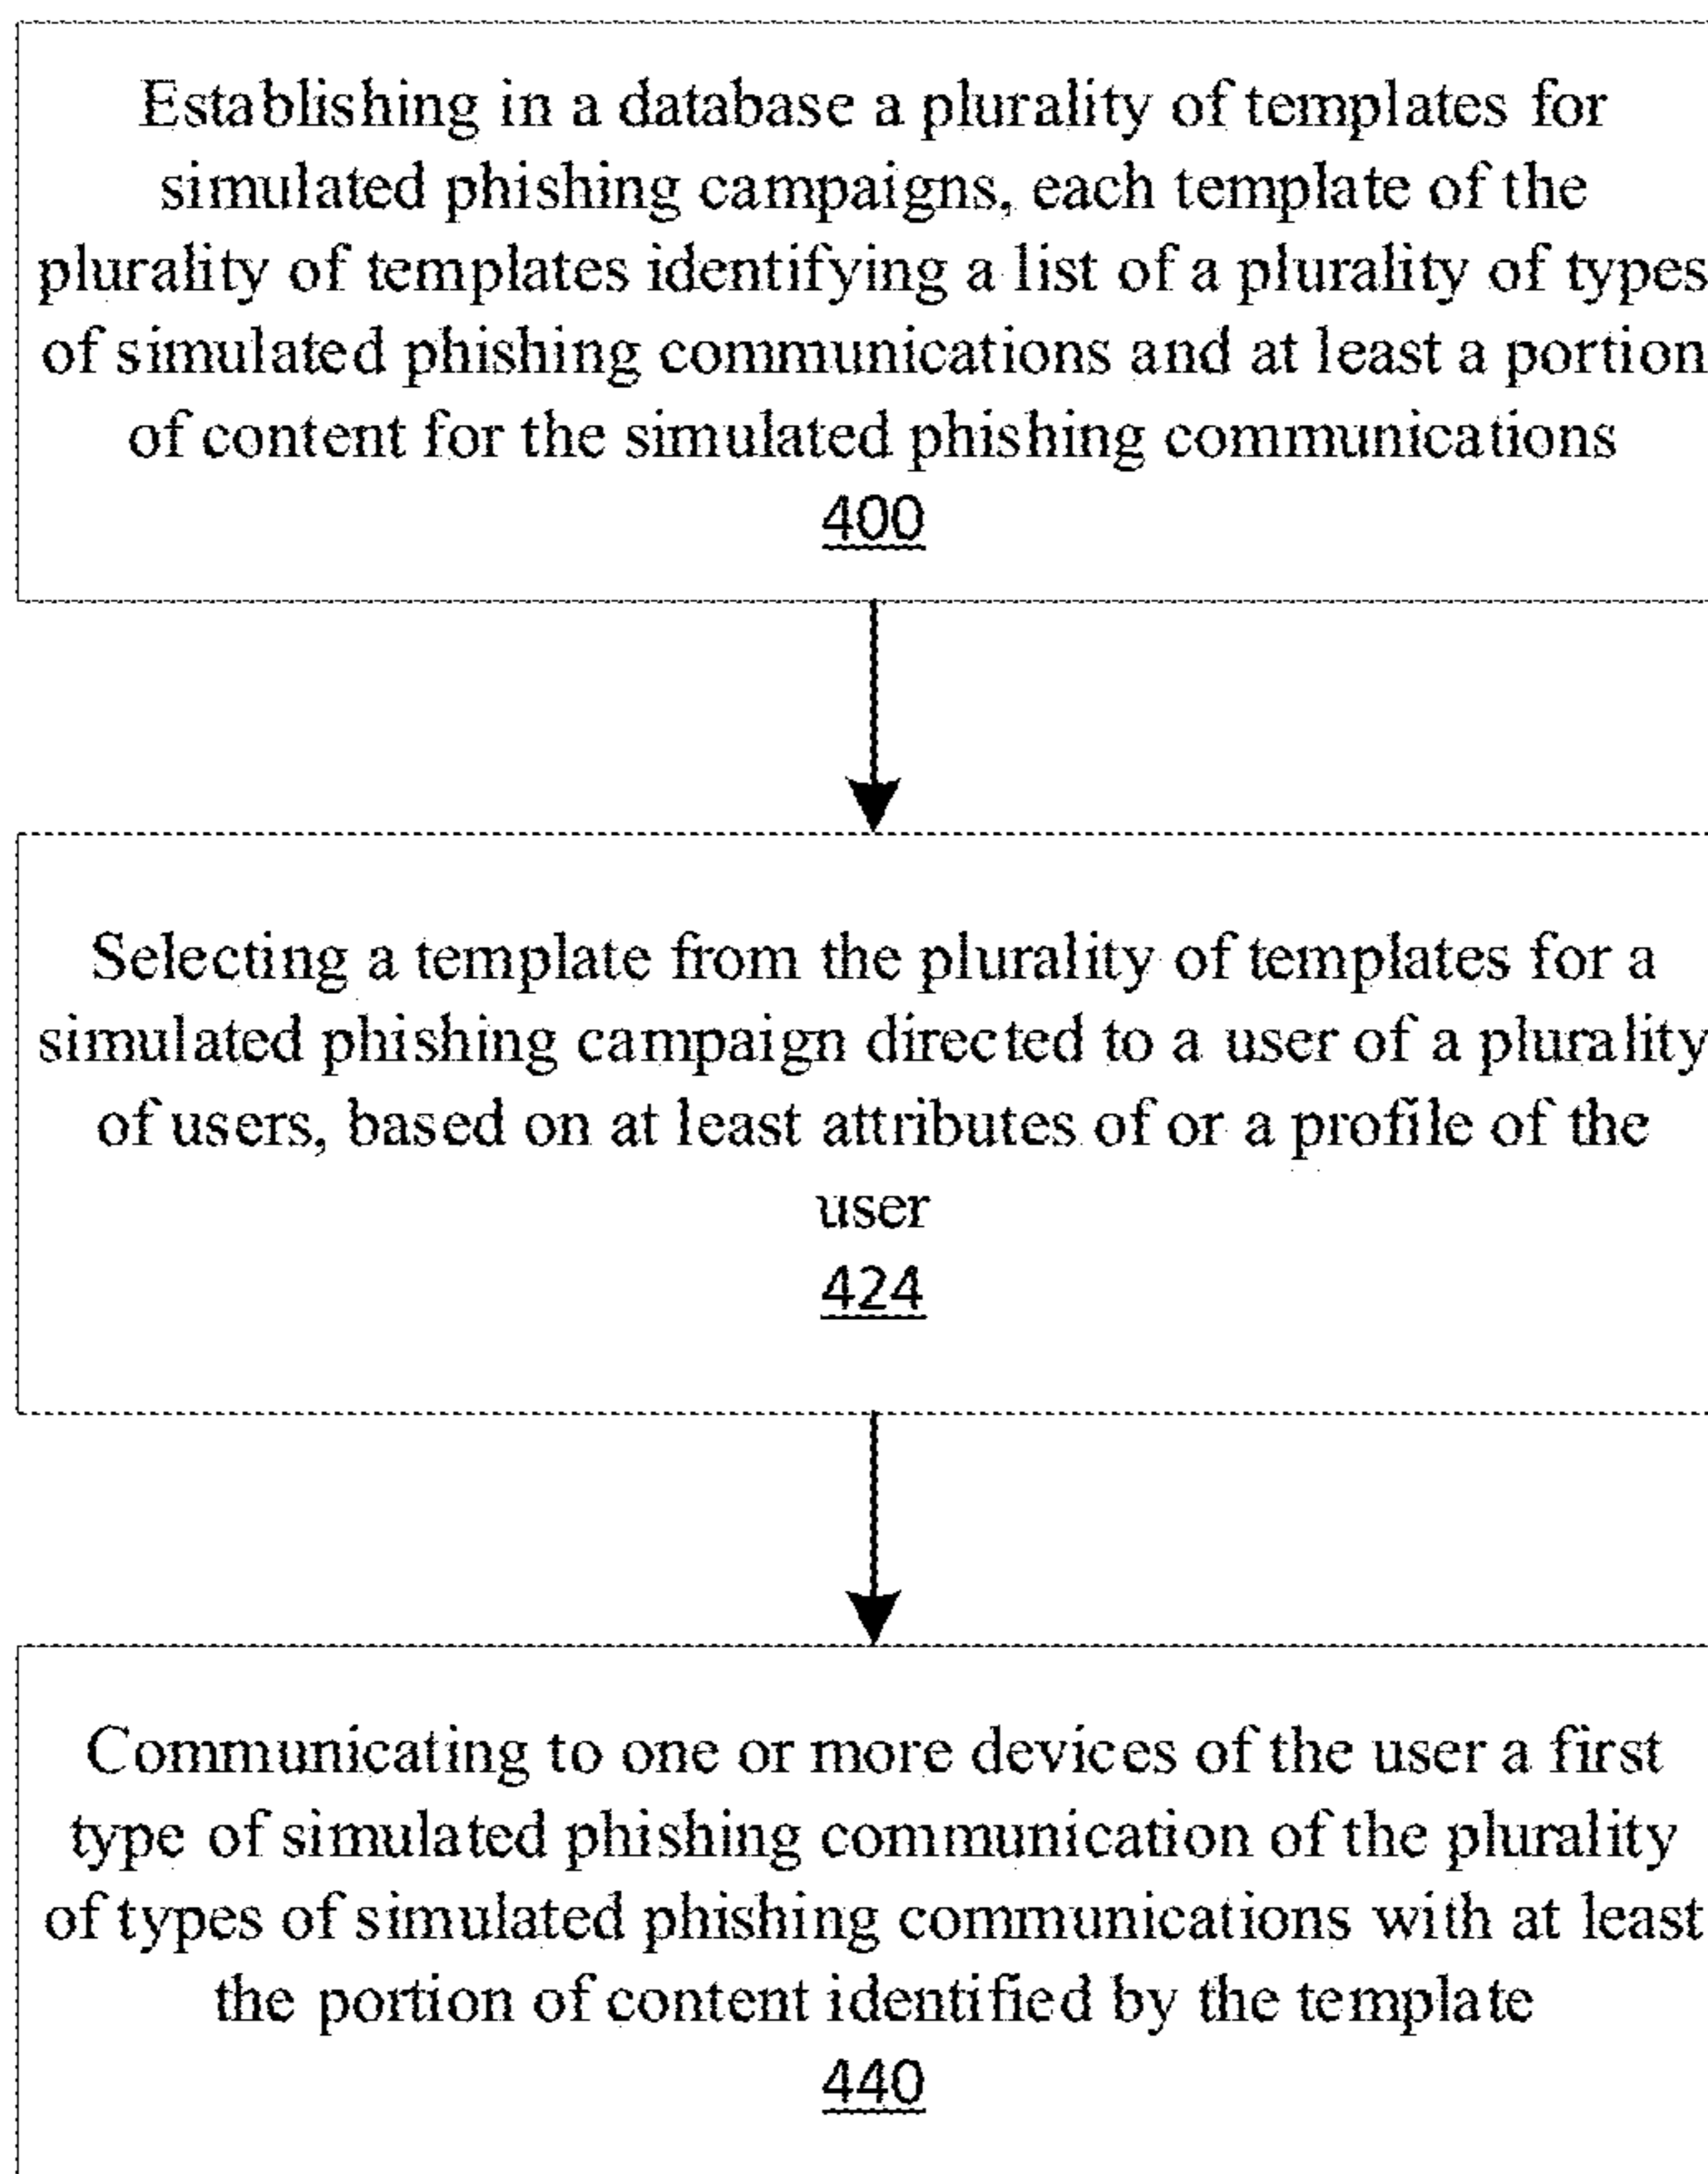 Establishing in a database a plurality of templates for
simulated phishing campaigns, each template of the
plurality of templates identifying a list of a plurality of types
of simulated phishing communications and at least a portion
of content for the simulated phishing communications
400
Selecting a template from the plurality of templates for a
simulated phishing campaign directed to a user of a plurality
of users, based on at least attributes of or a profile of the
user
424
Communicating to one or more devices of the user a first
type of simulated phishing communication of the plurality
of types of simulated phishing communications with at least
the portion of content identified by the template
440